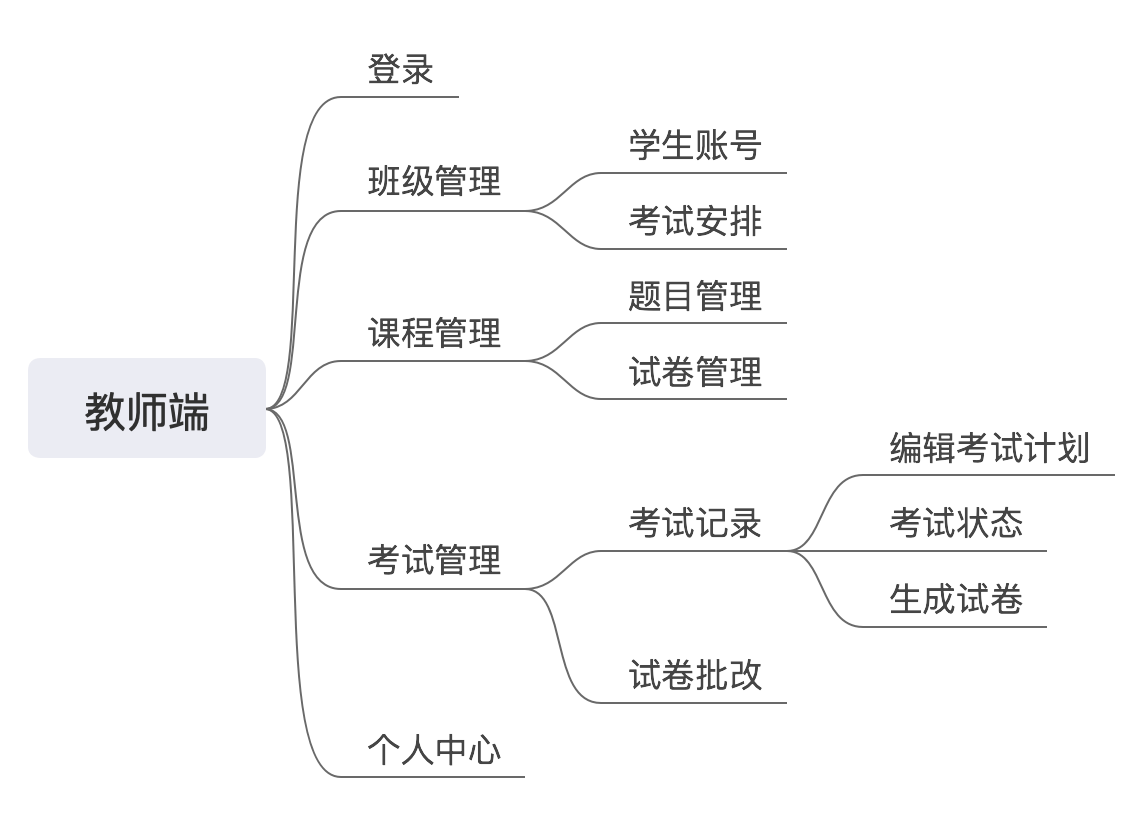 教师端
登录
班级管理
学生账号
考试安排
课程管理
题目管理
试卷管理
考试管理
考试记录
编辑考试计划
考试状态
生成试卷
试卷批改
个人中心